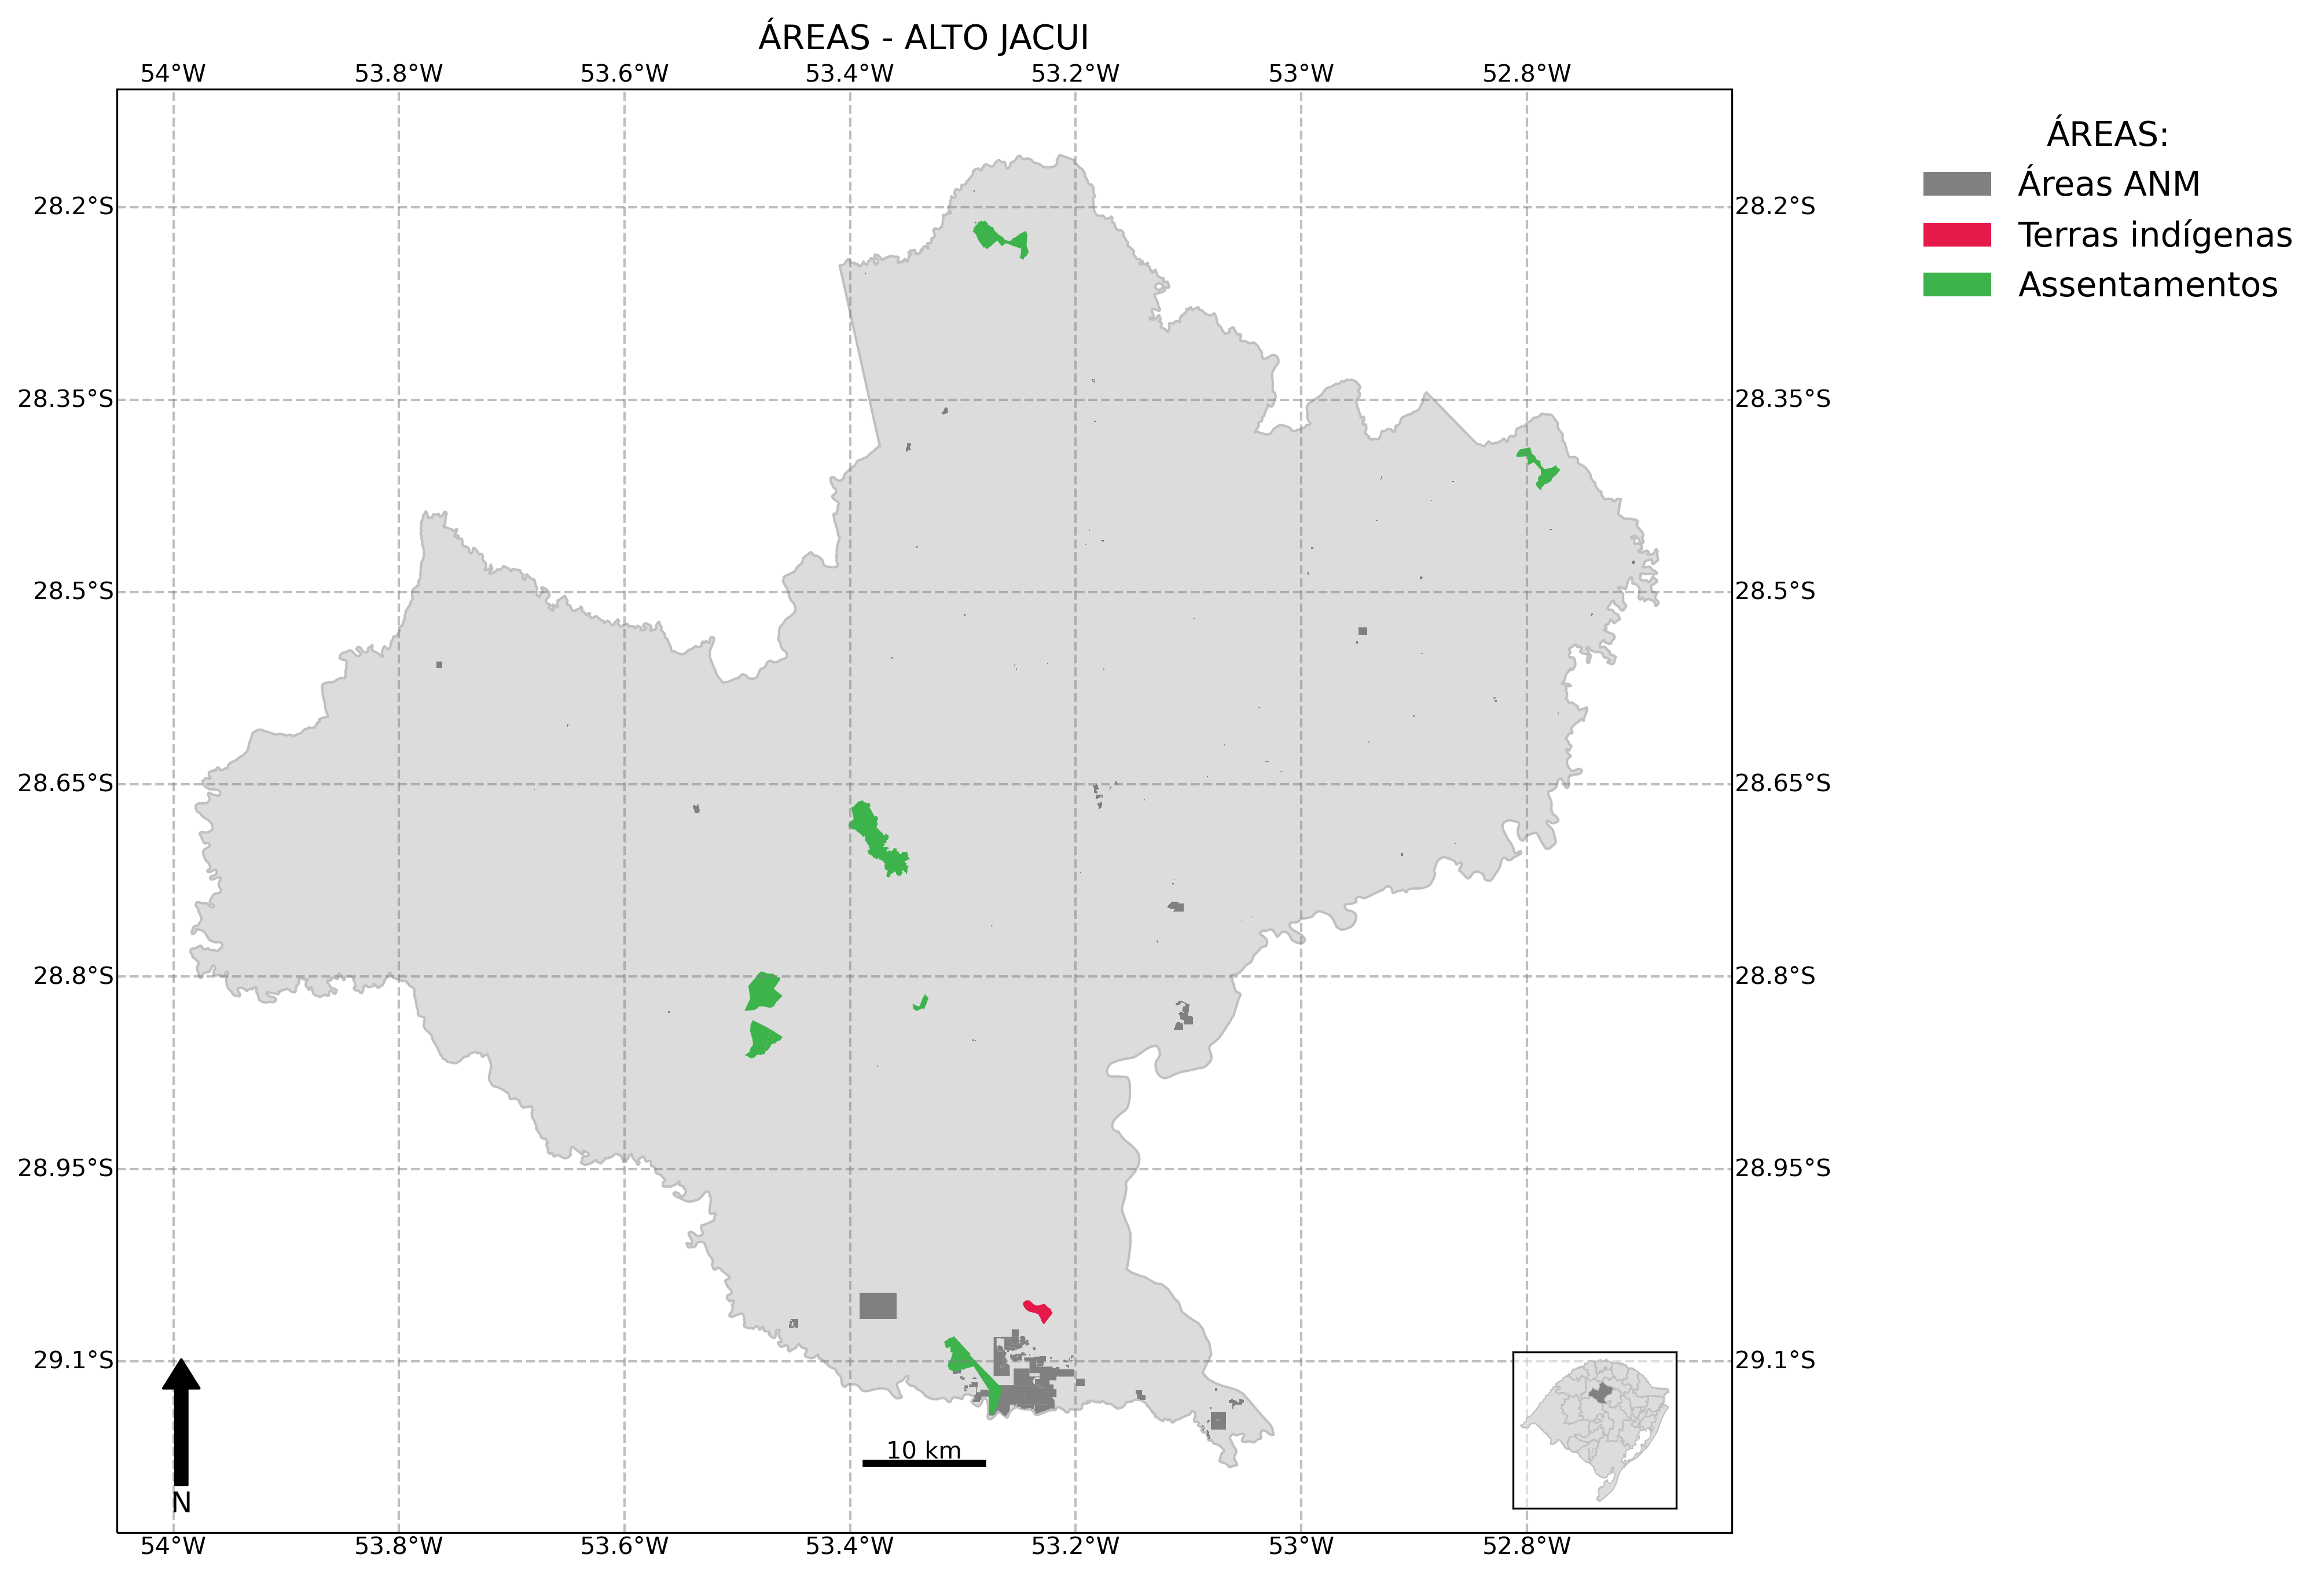 ÁREAS - ALTO JACUI
54°W 53.8°W 53.6°W 53.4°W 53.2°W 53°W 52.8°W
ÁREAS:
Áreas ANM
Terras indígenas
Assentamentos
28.2°S 28.2°S
28.35°S 28.35°S
28.5°S 28.5°S
28.65°S 28.65°S
28.8°S 28.8°S
28.95°S 28.95°S
29.1°S 29.1°S
10 km
N
54°W 53.8°W 53.6°W 53.4°W 53.2°W 53°W 52.8°W